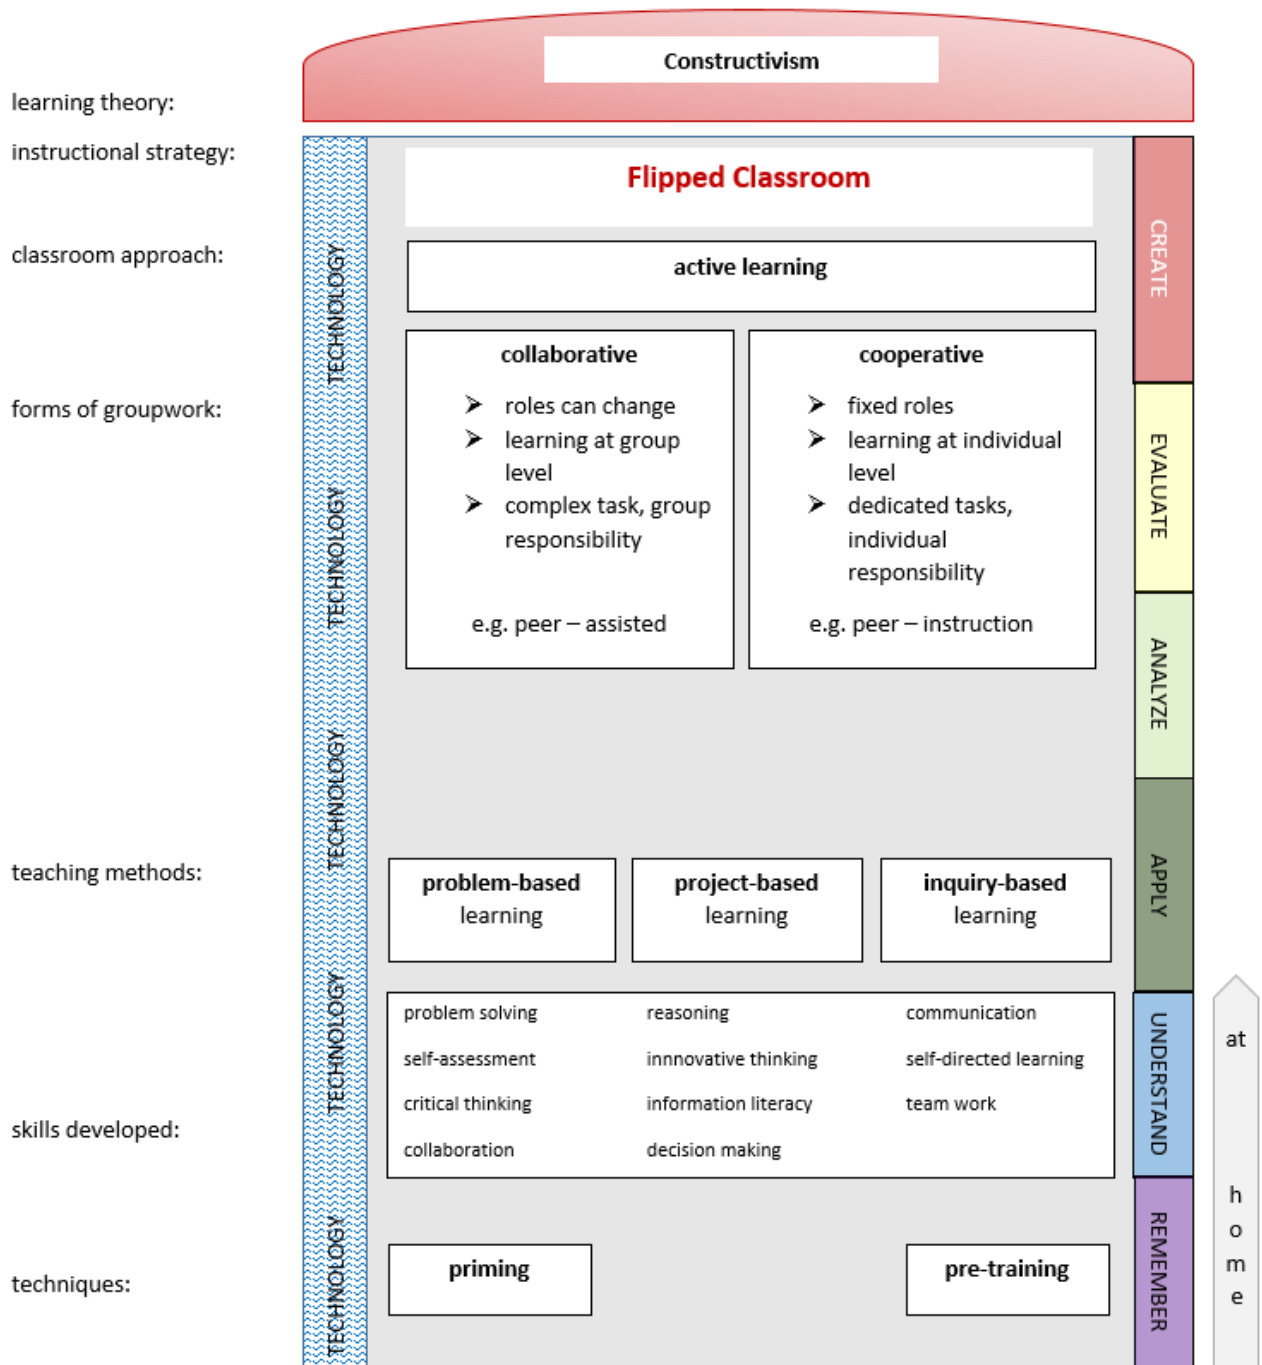 Constructivism
learning theory:
instructional strategy:
Flipped Classroom
classroom approach:
active learning
forms of groupwork:
collaborative
➤ roles can change
➤ learning at group
level
➤ complex task, group
responsibility
e.g. peer – assisted
cooperative
➤ fixed roles
➤ learning at individual
level
➤ dedicated tasks,
individual
responsibility
e.g. peer – instruction
teaching methods:
problem-based
learning
project-based
learning
inquiry-based
learning
skills developed:
problem solving
reasoning
communication
self-assessment
innnovative thinking
self-directed learning
critical thinking
information literacy
team work
collaboration
decision making
techniques:
priming
pre-training
TECHNOLOGY
TECHNOLOGY
TECHNOLOGY
TECHNOLOGY
TECHNOLOGY
CREATE
EVALUATE
ANALYZE
APPLY
UNDERSTAND
REMEMBER
at
home